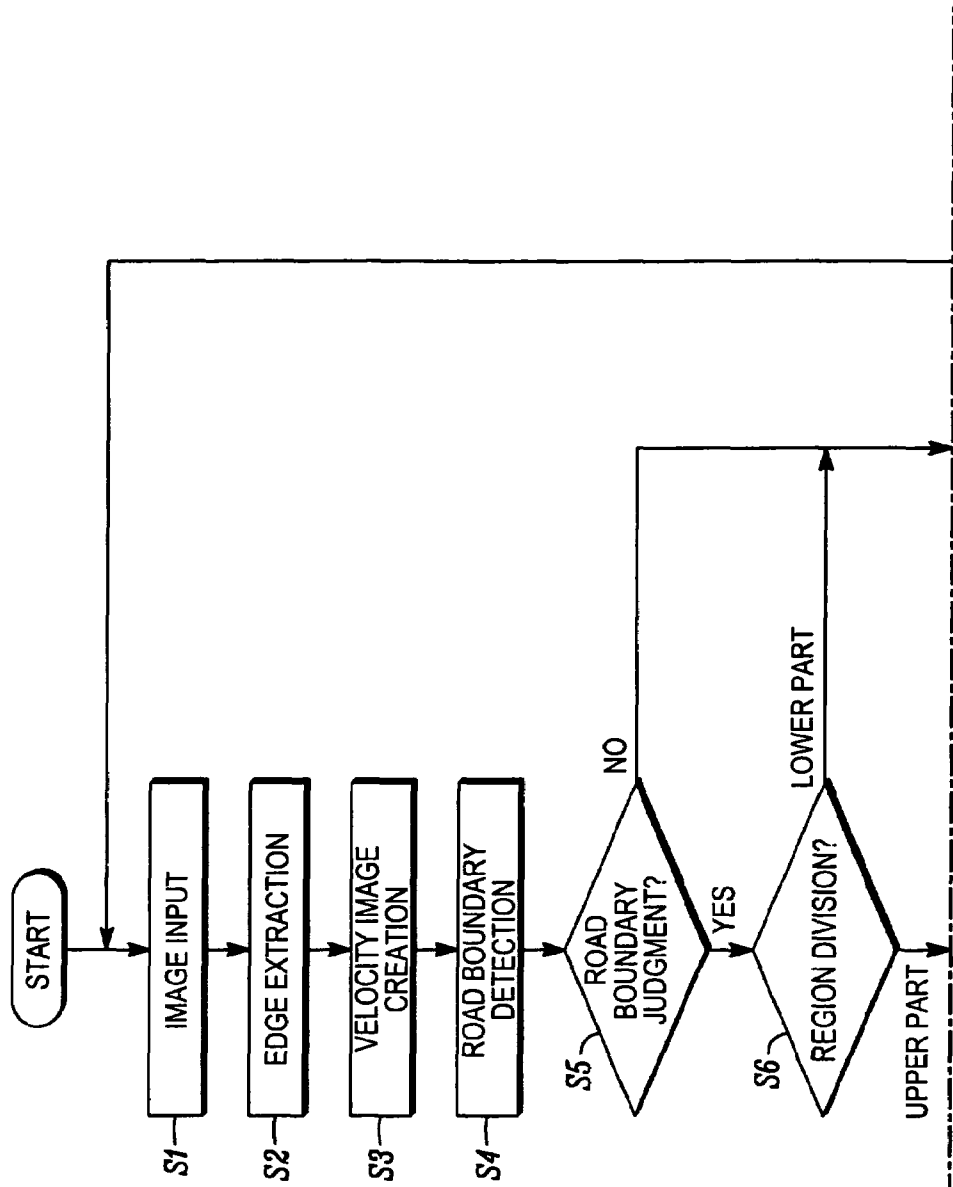 START
S1
IMAGE INPUT
S2
EDGE EXTRACTION
S3
VELOCITY IMAGE
CREATION
S4
ROAD BOUNDARY
DETECTION
S5
ROAD
BOUNDARY
JUDGMENT?
NO
YES
S6
REGION DIVISION?
LOWER PART
UPPER PART